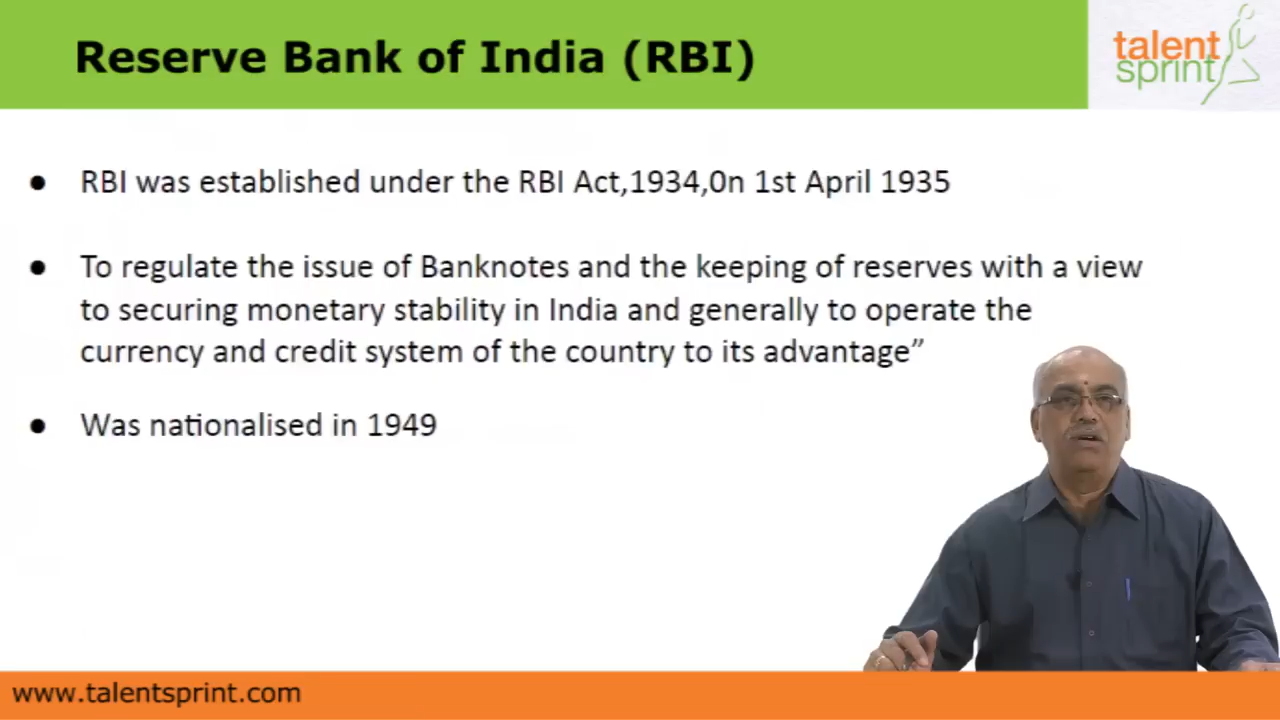 Reserve Bank of India (RBI)
talent
sprint
● RBI was established under the RBI Act,1934,0n 1st April 1935
● To regulate the issue of Banknotes and the keeping of reserves with a view
to securing monetary stability in India and generally to operate the
currency and credit system of the country to its advantage”
● Was nationalised in 1949
www.talentsprint.com